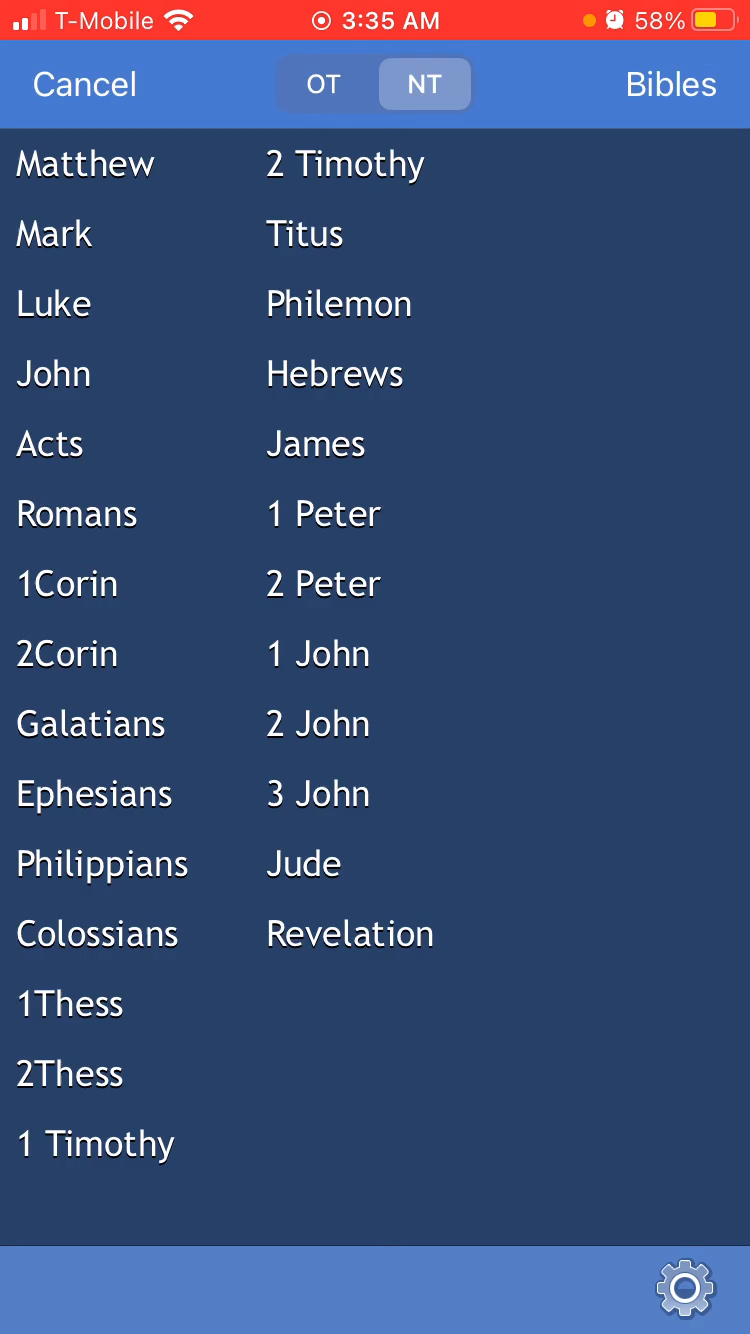 T-Mobile 3:35 AM 58%
Cancel OT NT Bibles
Matthew
Mark
Luke
John
Acts
Romans
1Corin
2Corin
Galatians
Ephesians
Philippians
Colossians
1Thess
2Thess
1 Timothy
2 Timothy
Titus
Philemon
Hebrews
James
1 Peter
2 Peter
1 John
2 John
3 John
Jude
Revelation